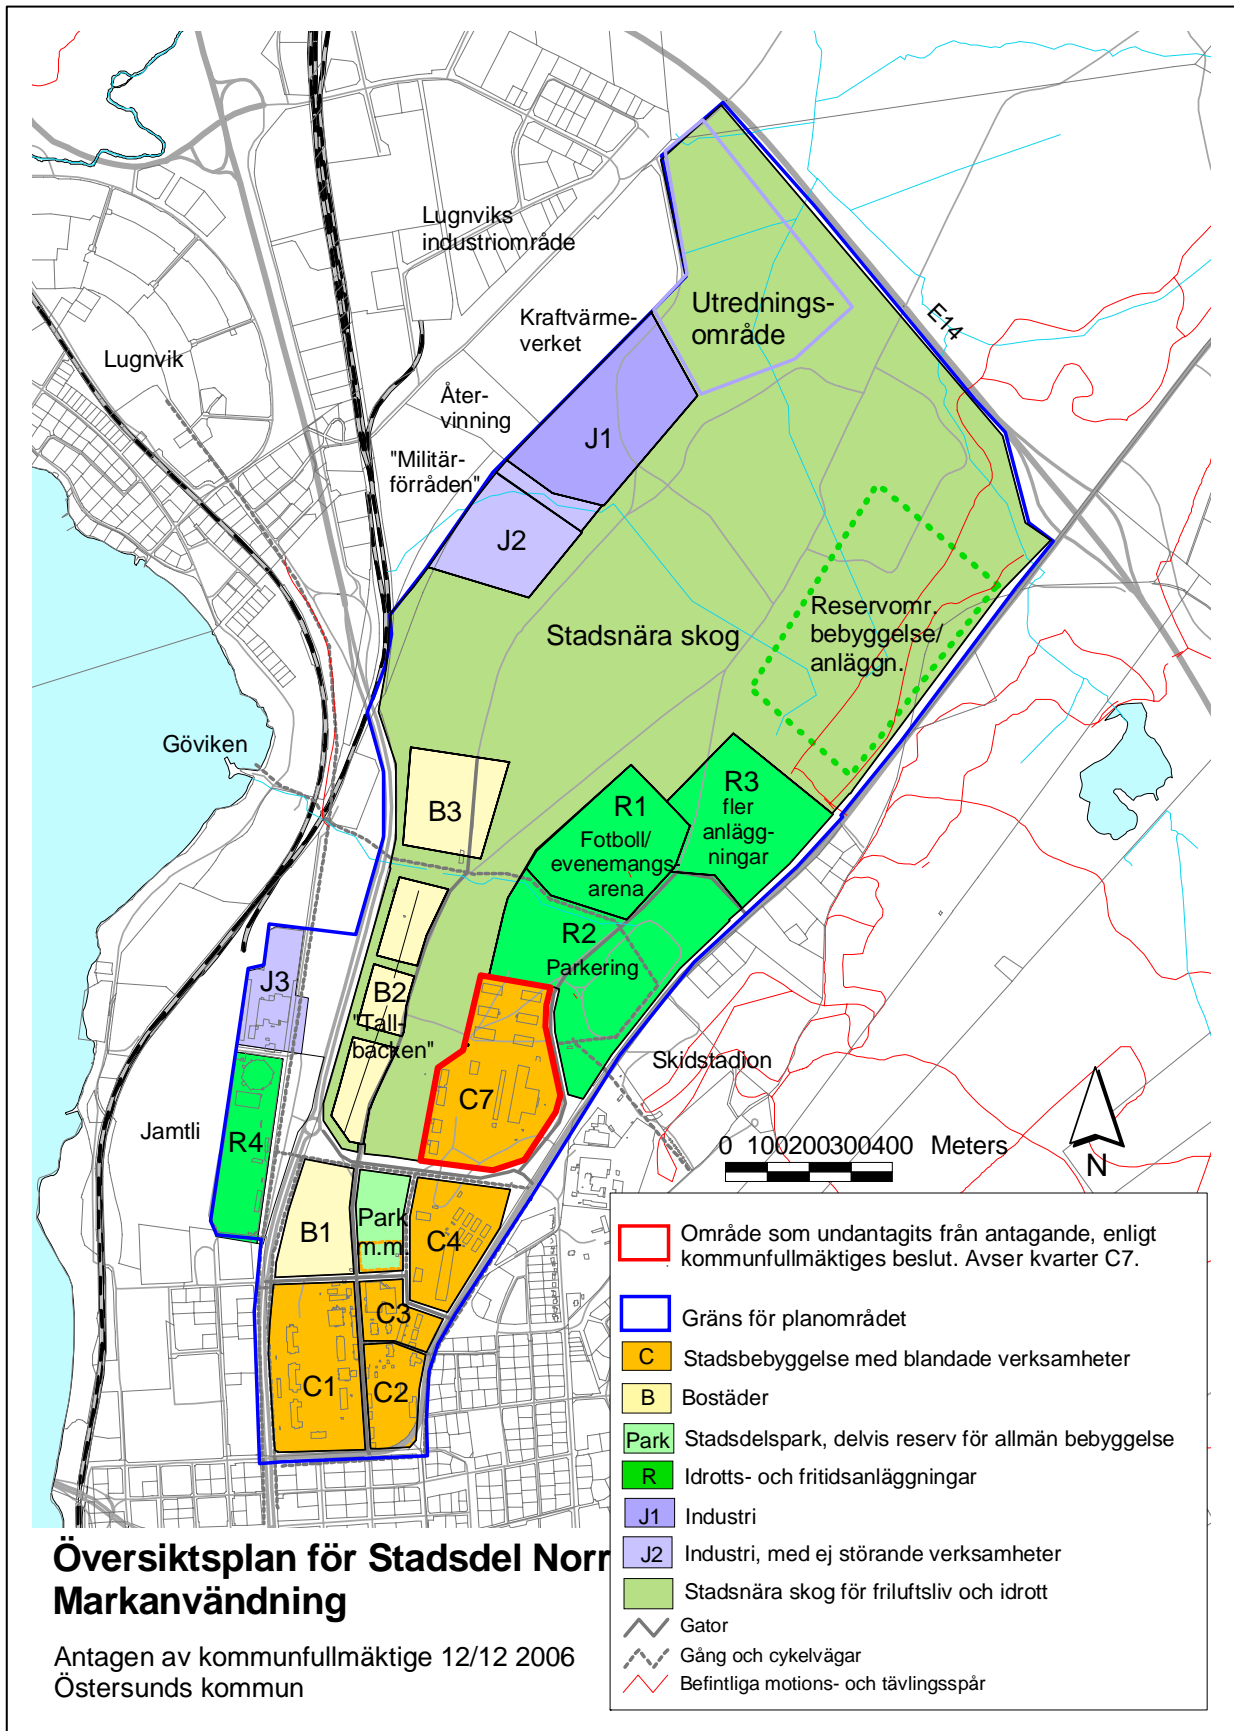 Lugnviks
industriområde
Kraftvärme-
verket
Utrednings-
område
E14
Lugnvik
Åter-
vinning
J1
"Militär-
förråden"
J2
Reservomr.
bebyggelse/
anläggn.
Stadsnära skog
Göviken
B3
R1
Fotboll/
evenemangs-
arena
R3
fler
anlägg-
ningar
R2
Parkering
J3
B2
"Tall-
backen"
Skidstadion
C7
Jamtli
R4
0 100200300400 Meters
N
B1
Park
m.m.
C4
C3
C1
C2
Område som undantagits från antagande, enligt
kommunfullmäktiges beslut. Avser kvarter C7.
Gräns för planområdet
C Stadsbebyggelse med blandade verksamheter
B Bostäder
Park Stadsdelspark, delvis reserv för allmän bebyggelse
R Idrotts- och fritidsanläggningar
J1 Industri
J2 Industri, med ej störande verksamheter
Stadsnära skog för friluftsliv och idrott
Gator
Gång och cykelvägar
Befintliga motions- och tävlingsspår
Översiktsplan för Stadsdel Norr
Markanvändning
Antagen av kommunfullmäktige 12/12 2006
Östersunds kommun